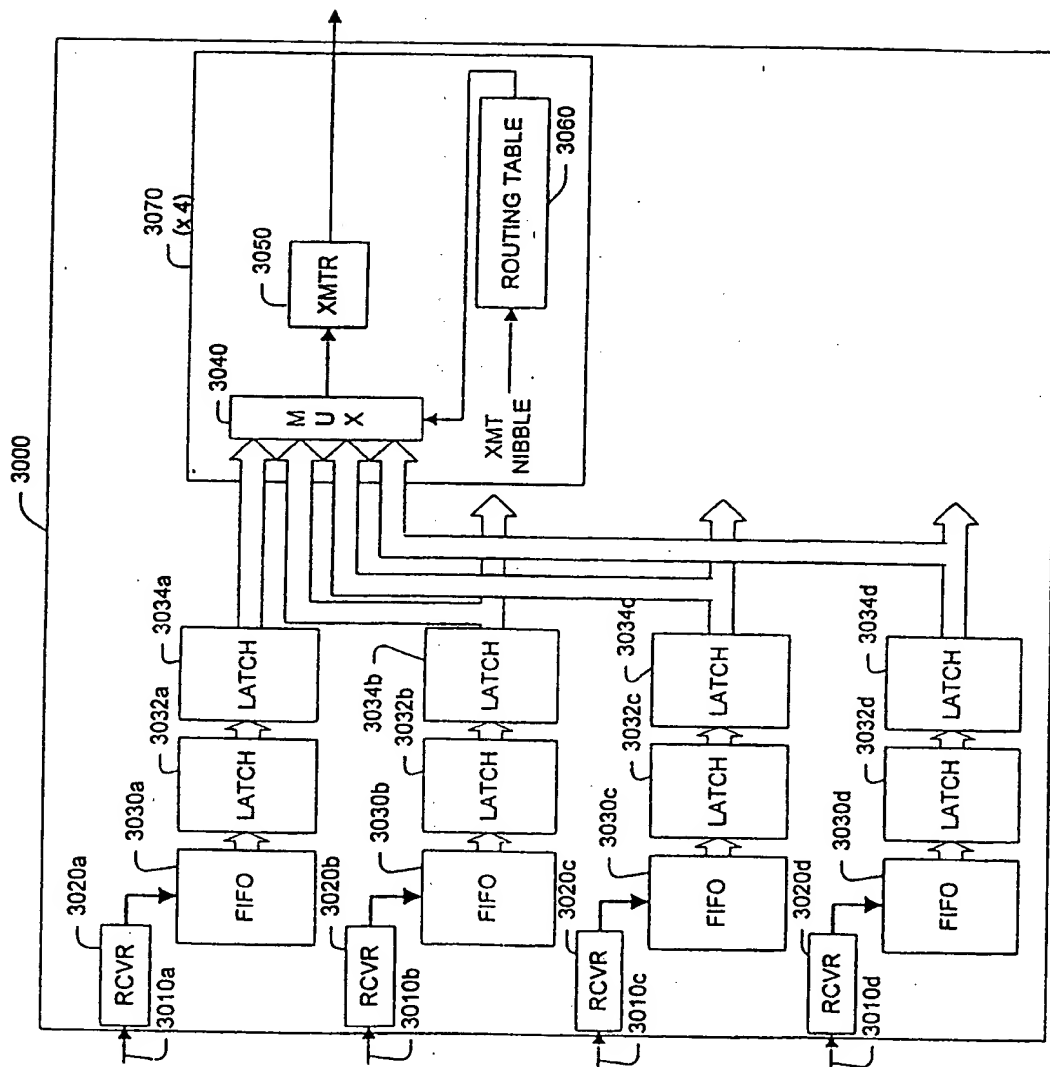 3000
3070
(x 4)
3040
M
U
X
3050
XMTR
XMT
NIBBLE
ROUTING TABLE
3060
3010a
RCVR
3020a
3030a
FIFO
3032a
LATCH
3034a
LATCH
3010b
RCVR
3020b
3030b
FIFO
3032b
LATCH
3034b
LATCH
3010c
RCVR
3020c
3030c
FIFO
3032c
LATCH
3034c
LATCH
3010d
RCVR
3020d
3030d
FIFO
3032d
LATCH
3034d
LATCH